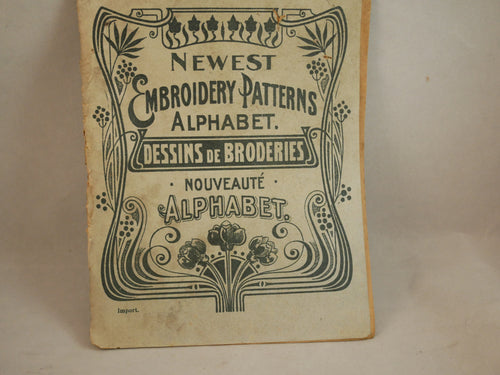 NEWEST
EMBROIDERY PATTERNS
ALPHABET.
DESSINS DE BRODERIES
· NOUVEAUTÉ ·
ALPHABET.
Import.